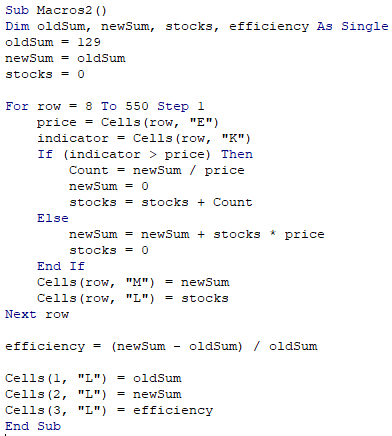 Sub Macros2()
Dim oldSum, newSum, stocks, efficiency As Single
oldSum = 129
newSum = oldSum
stocks = 0

For row = 8 To 550 Step 1
    price = Cells(row, "E")
    indicator = Cells(row, "K")
    If (indicator > price) Then
        Count = newSum / price
        newSum = 0
        stocks = stocks + Count
    Else
        newSum = newSum + stocks * price
        stocks = 0
    End If
    Cells(row, "M") = newSum
    Cells(row, "L") = stocks
Next row

efficiency = (newSum - oldSum) / oldSum

Cells(1, "L") = oldSum
Cells(2, "L") = newSum
Cells(3, "L") = efficiency
End Sub